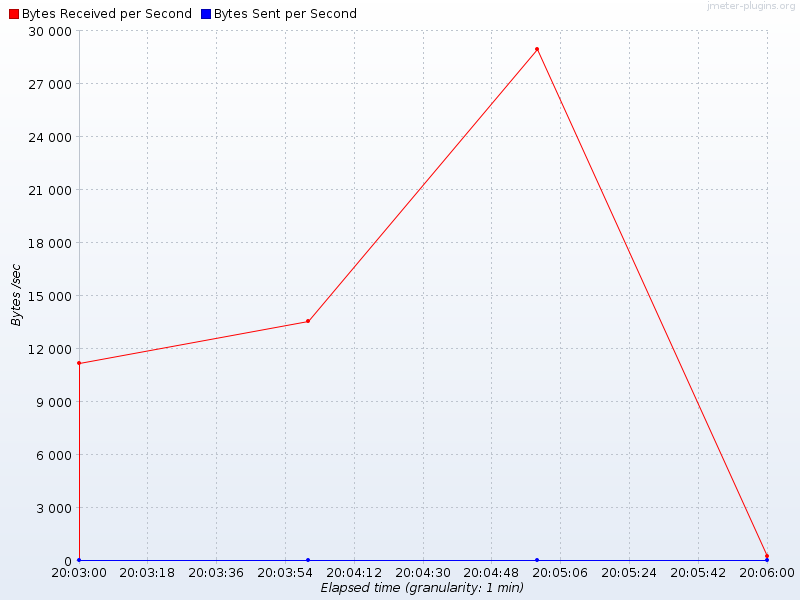 jmeter-plugins.org
Bytes Received per Second Bytes Sent per Second
30 000
27 000
24 000
21 000
18 000
15 000
12 000
9 000
6 000
3 000
0
Bytes /sec
20:03:00 20:03:18 20:03:36 20:03:54 20:04:12 20:04:30 20:04:48 20:05:06 20:05:24 20:05:42 20:06:00
Elapsed time (granularity: 1 min)